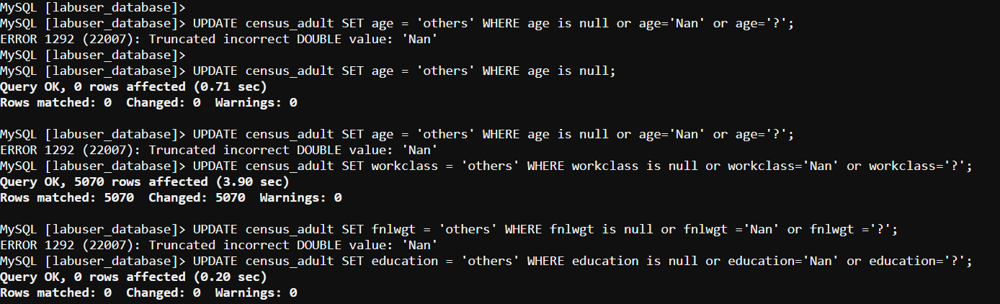 MySQL [labuser_database]>
MySQL [labuser_database]> UPDATE census_adult SET age = 'others' WHERE age is null or age='Nan' or age='?';
ERROR 1292 (22007): Truncated incorrect DOUBLE value: 'Nan'
MySQL [labuser_database]>
MySQL [labuser_database]> UPDATE census_adult SET age = 'others' WHERE age is null;
Query OK, 0 rows affected (0.71 sec)
Rows matched: 0  Changed: 0  Warnings: 0

MySQL [labuser_database]> UPDATE census_adult SET age = 'others' WHERE age is null or age='Nan' or age='?';
ERROR 1292 (22007): Truncated incorrect DOUBLE value: 'Nan'
MySQL [labuser_database]> UPDATE census_adult SET workclass = 'others' WHERE workclass is null or workclass='Nan' or workclass='?';
Query OK, 5070 rows affected (3.90 sec)
Rows matched: 5070  Changed: 5070  Warnings: 0

MySQL [labuser_database]> UPDATE census_adult SET fnlwgt = 'others' WHERE fnlwgt is null or fnlwgt ='Nan' or fnlwgt ='?';
ERROR 1292 (22007): Truncated incorrect DOUBLE value: 'Nan'
MySQL [labuser_database]> UPDATE census_adult SET education = 'others' WHERE education is null or education='Nan' or education='?';
Query OK, 0 rows affected (0.20 sec)
Rows matched: 0  Changed: 0  Warnings: 0